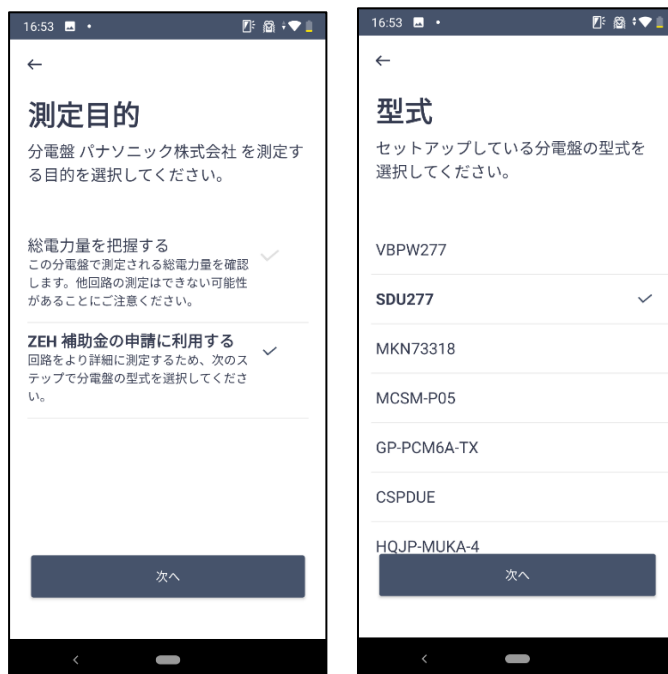 16:53
測定目的
分電盤 パナソニック株式会社 を測定す
る目的を選択してください。
総電力量を把握する
この分電盤で測定される総電力量を確認
します。他回路の測定はできない可能性
があることにご注意ください。
ZEH 補助金の申請に利用する
回路をより詳細に測定するため、次のス
テップで分電盤の型式を選択してくださ
い。
次へ
16:53
型式
セットアップしている分電盤の型式を
選択してください。
VBPW277
SDU277
MKN73318
MCSM-P05
GP-PCM6A-TX
CSPDUE
HQJP-MUKA-4
次へ